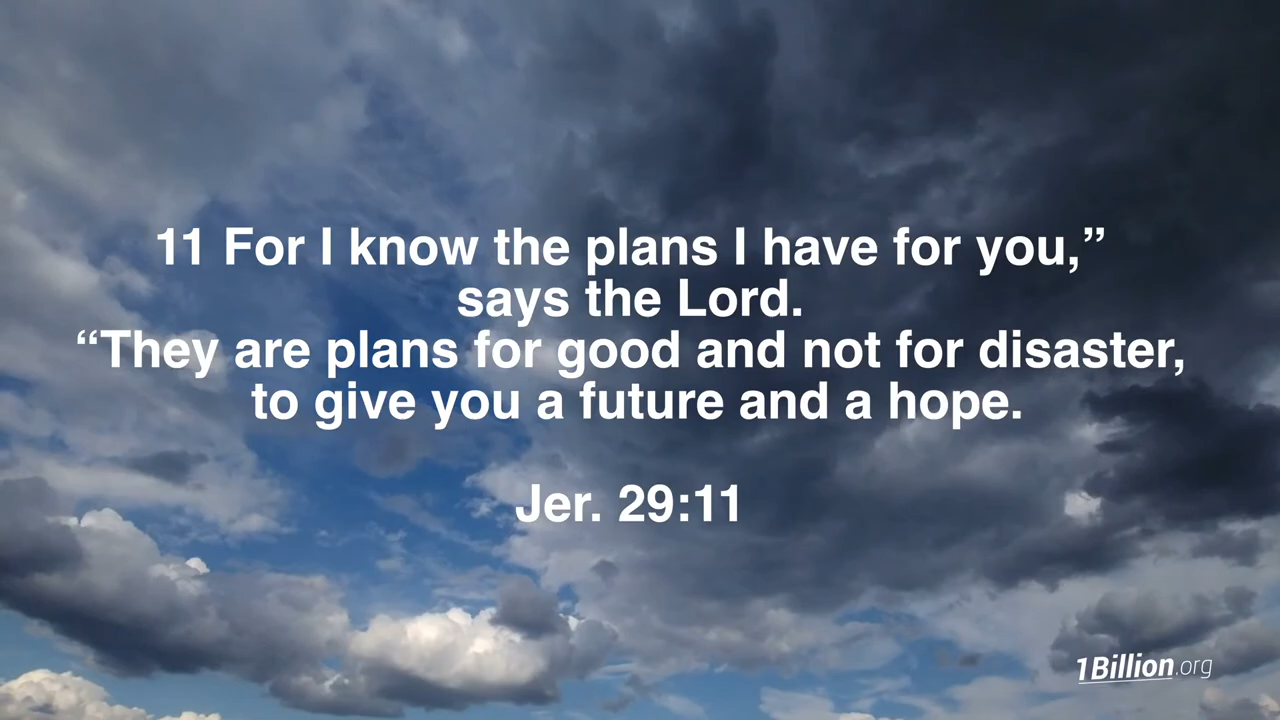 11 For I know the plans I have for you,”
says the Lord.
“They are plans for good and not for disaster,
to give you a future and a hope.
Jer. 29:11
1Billion.org